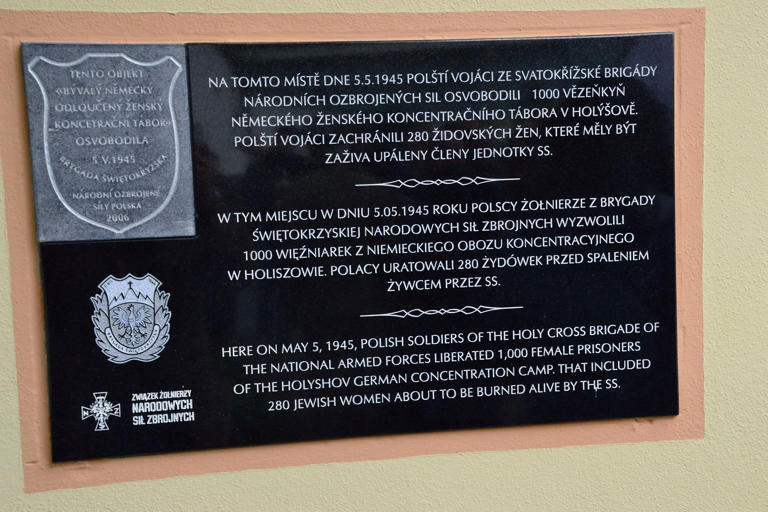 TENTO OBJEKT
«BÝVALÝ NĚMECKÝ
ODLOUČENÝ ŽENSKÝ
KONCETRAČNÍ TÁBOR»
OSVOBODILA
5.V.1945
BRYGADA ŚWIĘTOKRZYSKA
NÁRODNÍ OZBROJENÉ
SÍLY POLSKA
2006
NA TOMTO MÍSTĚ DNE 5.5.1945 POLŠTÍ VOJÁCI ZE SVATOKŘÍŽSKÉ BRIGÁDY
NÁRODNÍCH OZBROJENÝCH SIL OSVOBODILI 1000 VĚZEŇKYŇ
NĚMECKÉHO ŽENSKÉHO KONCENTRAČNÍHO TÁBORA V HOLÝŠOVĚ.
POLŠTÍ VOJÁCI ZACHRÁNILI 280 ŽIDOVSKÝCH ŽEN, KTERÉ MĚLY BÝT
ZAŽIVA UPÁLENY ČLENY JEDNOTKY SS.
W TYM MIEJSCU W DNIU 5.05.1945 ROKU POLSCY ŻOŁNIERZE Z BRYGADY
ŚWIĘTOKRZYSKIEJ NARODOWYCH SIŁ ZBROJNYCH WYZWOLILI
1000 WIĘŹNIAREK Z NIEMIECKIEGO OBOZU KONCENTRACYJNEGO
W HOLISZOWIE. POLACY URATOWALI 280 ŻYDÓWEK PRZED SPALENIEM
ŻYWCEM PRZEZ SS.
HERE ON MAY 5, 1945, POLISH SOLDIERS OF THE HOLY CROSS BRIGADE OF
THE NATIONAL ARMED FORCES LIBERATED 1,000 FEMALE PRISONERS
OF THE HOLYSHOV GERMAN CONCENTRATION CAMP. THAT INCLUDED
280 JEWISH WOMEN ABOUT TO BE BURNED ALIVE BY THE SS.
ZWIĄZEK ŻOŁNIERZY
NARODOWYCH
SIŁ ZBROJNYCH